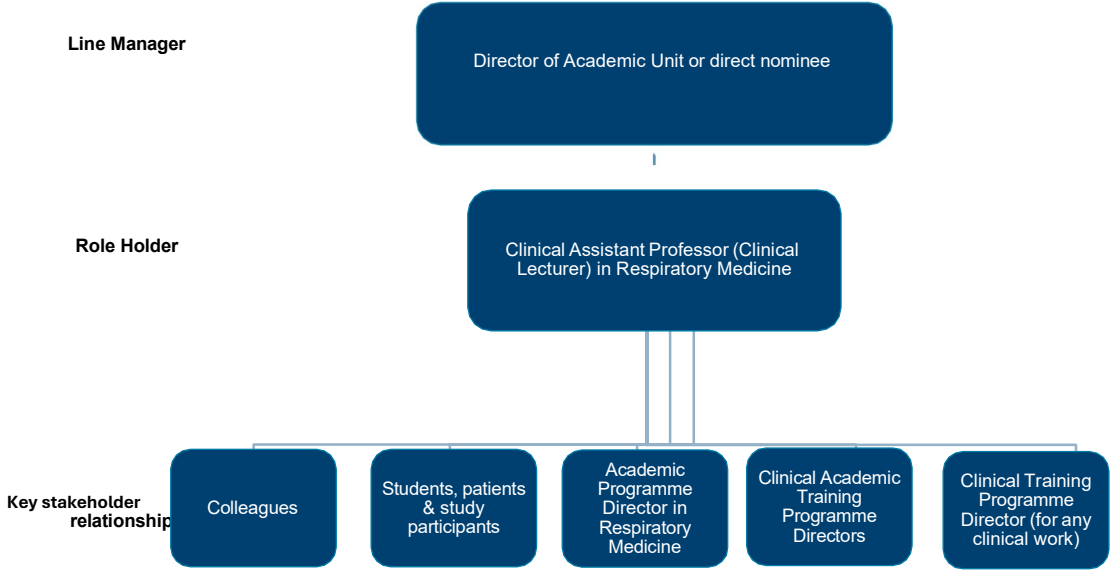 Line Manager
Director of Academic Unit or direct nominee
Role Holder
Clinical Assistant Professor (Clinical
Lecturer) in Respiratory Medicine
Key stakeholder
relationship
Colleagues
Students, patients
& study
participants
Academic
Programme
Director in
Respiratory
Medicine
Clinical Academic
Training
Programme
Directors
Clinical Training
Programme
Director (for any
clinical work)